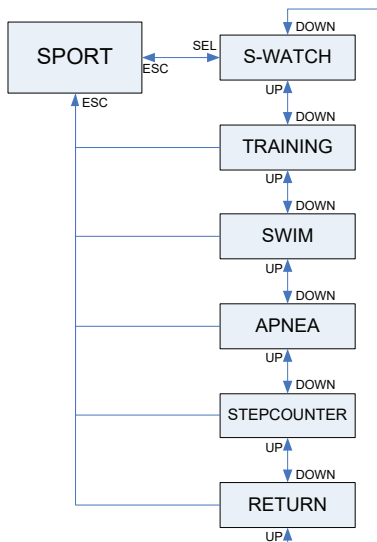 DOWN
SPORT
SEL
ESC
S-WATCH
ESC
UP
DOWN
TRAINING
UP
DOWN
SWIM
UP
DOWN
APNEA
UP
DOWN
STEPCOUNTER
UP
DOWN
RETURN
UP